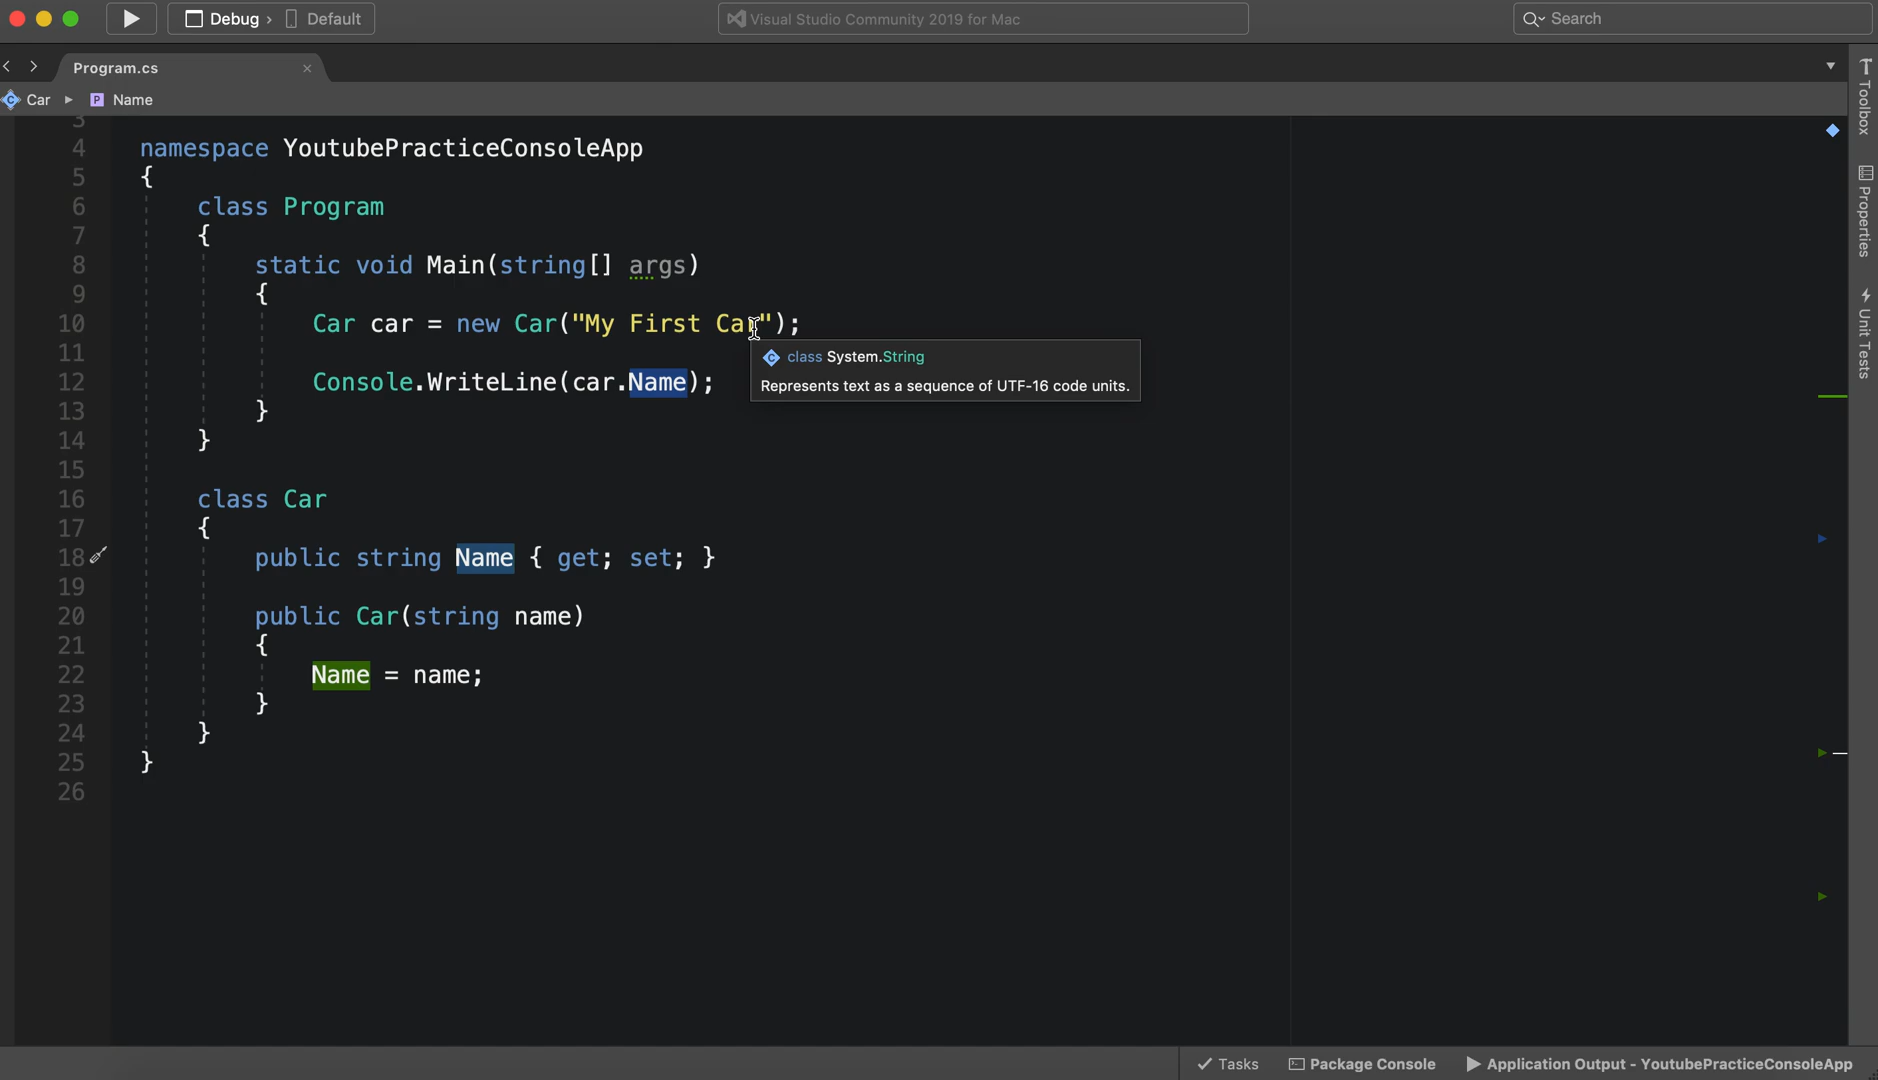 Debug › Default
Visual Studio Community 2019 for Mac
Search
Program.cs
Car ▸ P Name
3
4 namespace YoutubePracticeConsoleApp
5 {
6 class Program
7 {
8 static void Main(string[] args)
9 {
10 Car car = new Car("My First Car");
11
12 Console.WriteLine(car.Name);
13 }
14 }
15
16 class Car
17 {
18 public string Name { get; set; }
19
20 public Car(string name)
21 {
22 Name = name;
23 }
24 }
25 }
26
class System.String
Represents text as a sequence of UTF-16 code units.
Toolbox
Properties
Unit Tests
Tasks
Package Console
Application Output - YoutubePracticeConsoleApp